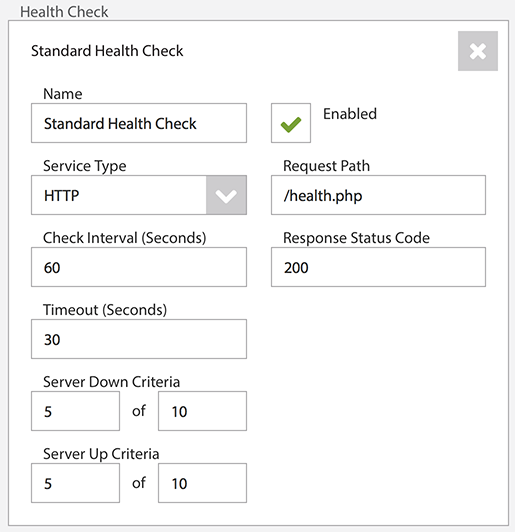 Health Check
Standard Health Check
Name
Standard Health Check
Enabled
Service Type
Request Path
HTTP
/health.php
Check Interval (Seconds)
Response Status Code
60
200
Timeout (Seconds)
30
Server Down Criteria
5 of 10
Server Up Criteria
5 of 10